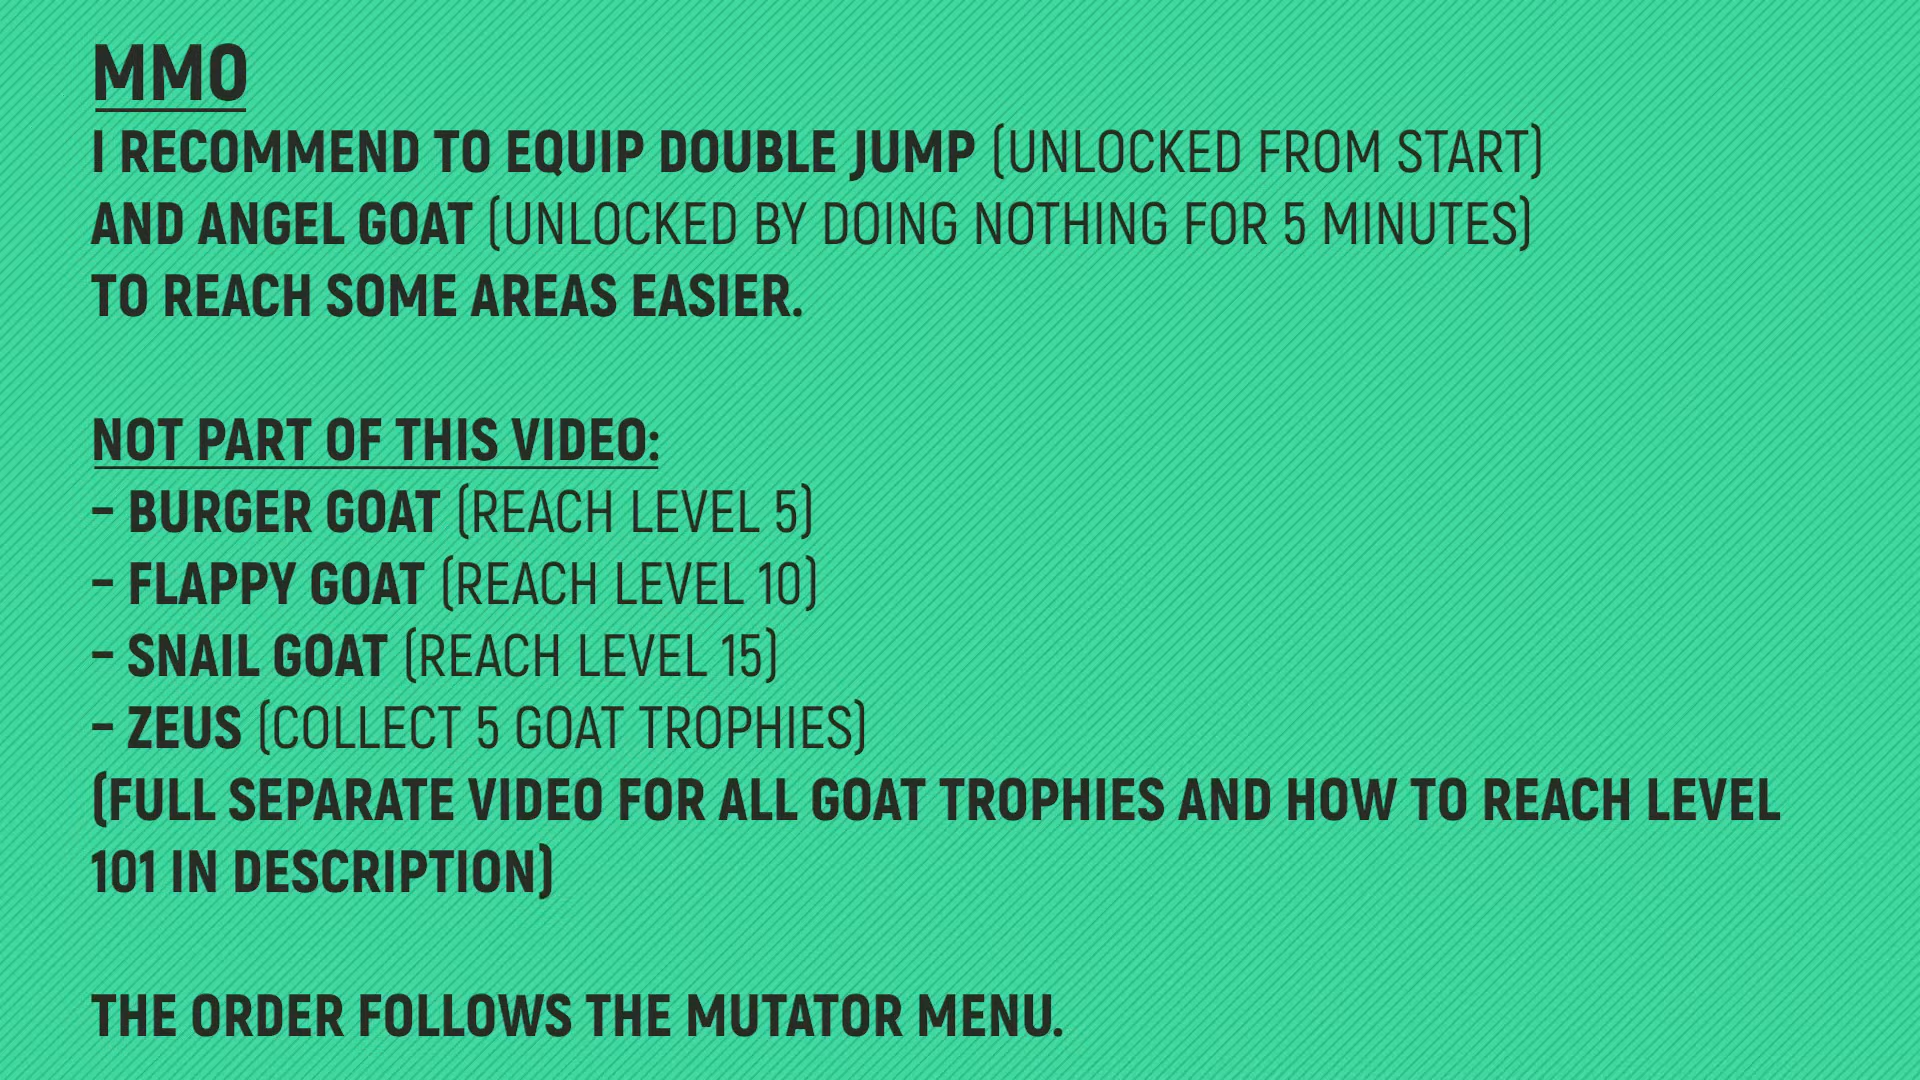 MMO
I RECOMMEND TO EQUIP DOUBLE JUMP (UNLOCKED FROM START)
AND ANGEL GOAT (UNLOCKED BY DOING NOTHING FOR 5 MINUTES)
TO REACH SOME AREAS EASIER.
NOT PART OF THIS VIDEO:
– BURGER GOAT (REACH LEVEL 5)
– FLAPPY GOAT (REACH LEVEL 10)
– SNAIL GOAT (REACH LEVEL 15)
– ZEUS (COLLECT 5 GOAT TROPHIES)
(FULL SEPARATE VIDEO FOR ALL GOAT TROPHIES AND HOW TO REACH LEVEL
101 IN DESCRIPTION)
THE ORDER FOLLOWS THE MUTATOR MENU.